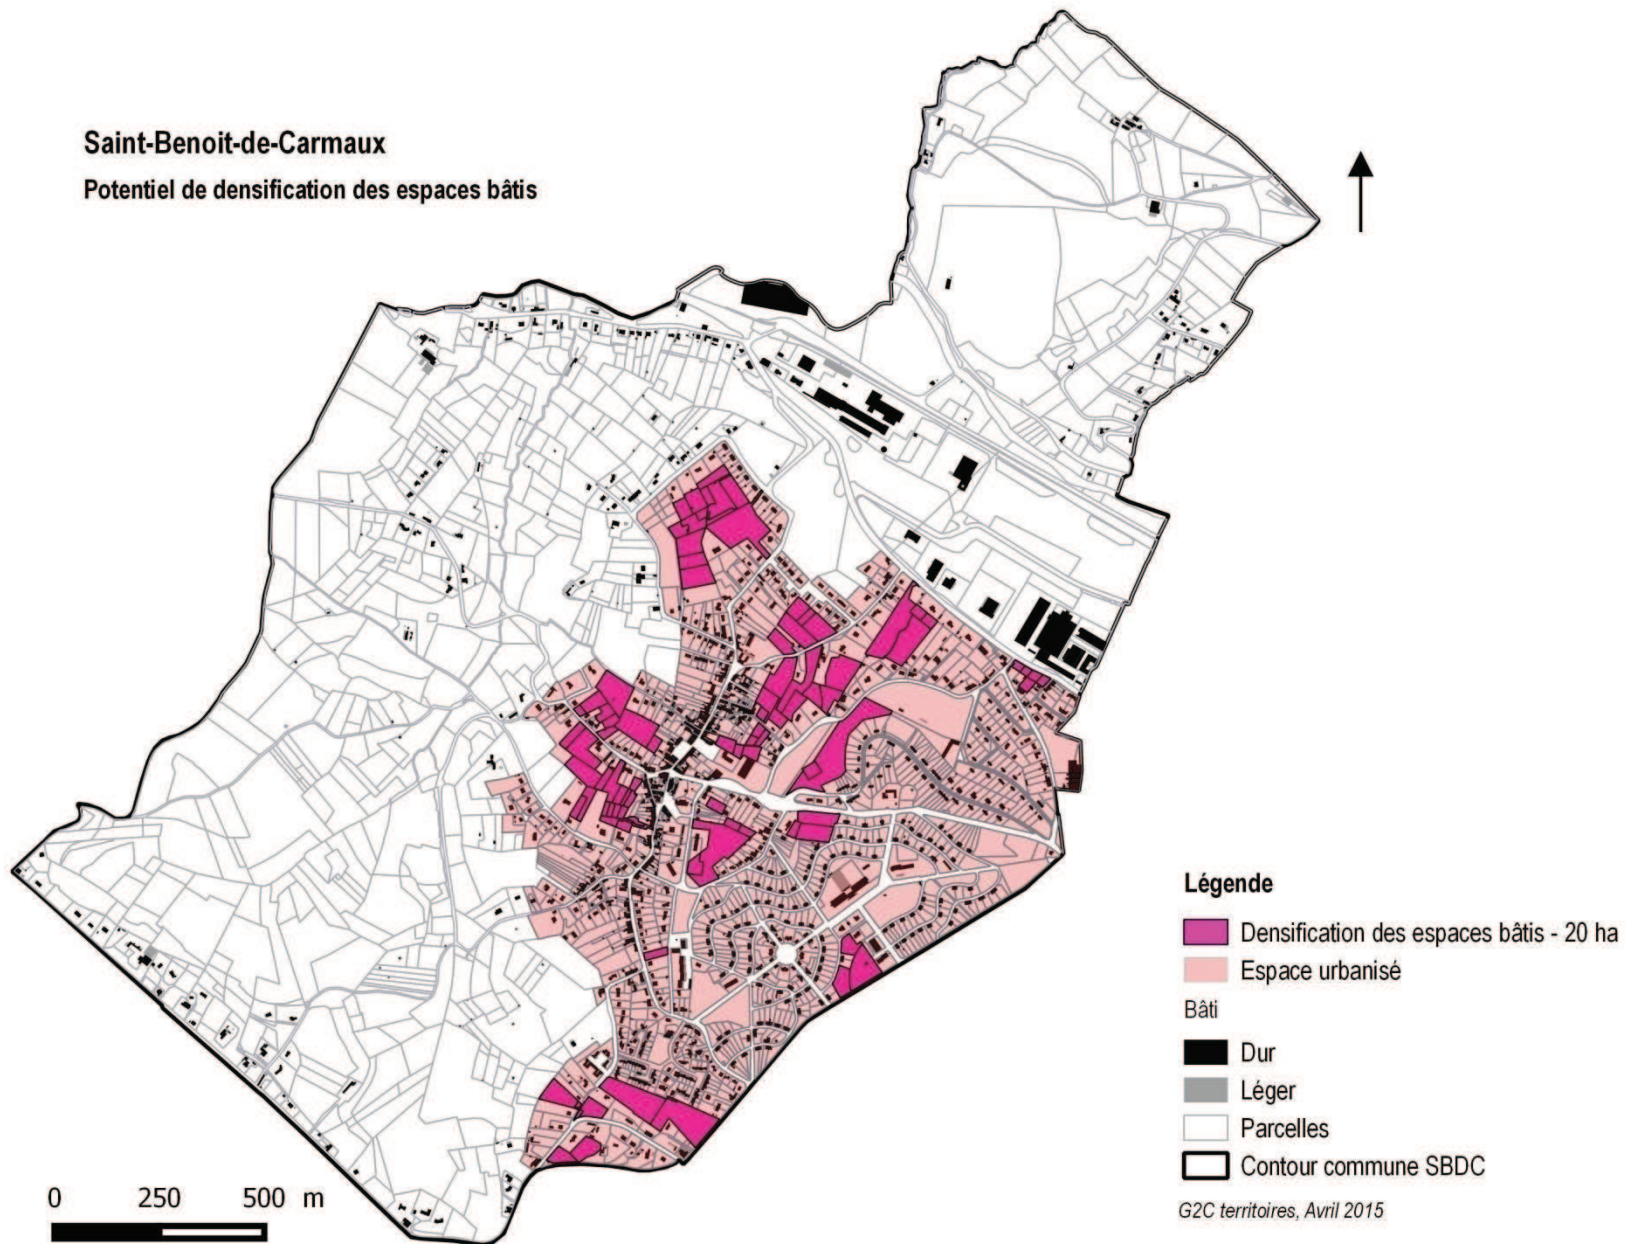 Saint-Benoit-de-Carmaux
Potentiel de densification des espaces bâtis
Légende
Densification des espaces bâtis - 20 ha
Espace urbanisé
Bâti
Dur
Léger
Parcelles
Contour commune SBDC
G2C territoires, Avril 2015
0 250 500 m